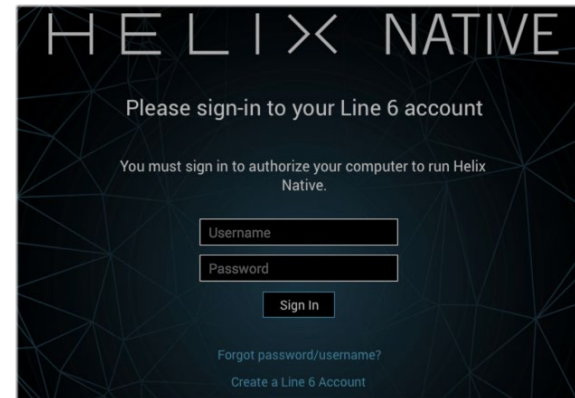 HELIX NATIVE
Please sign-in to your Line 6 account
You must sign in to authorize your computer to run Helix
Native.
Username
Password
Sign In
Forgot password/username?
Create a Line 6 Account